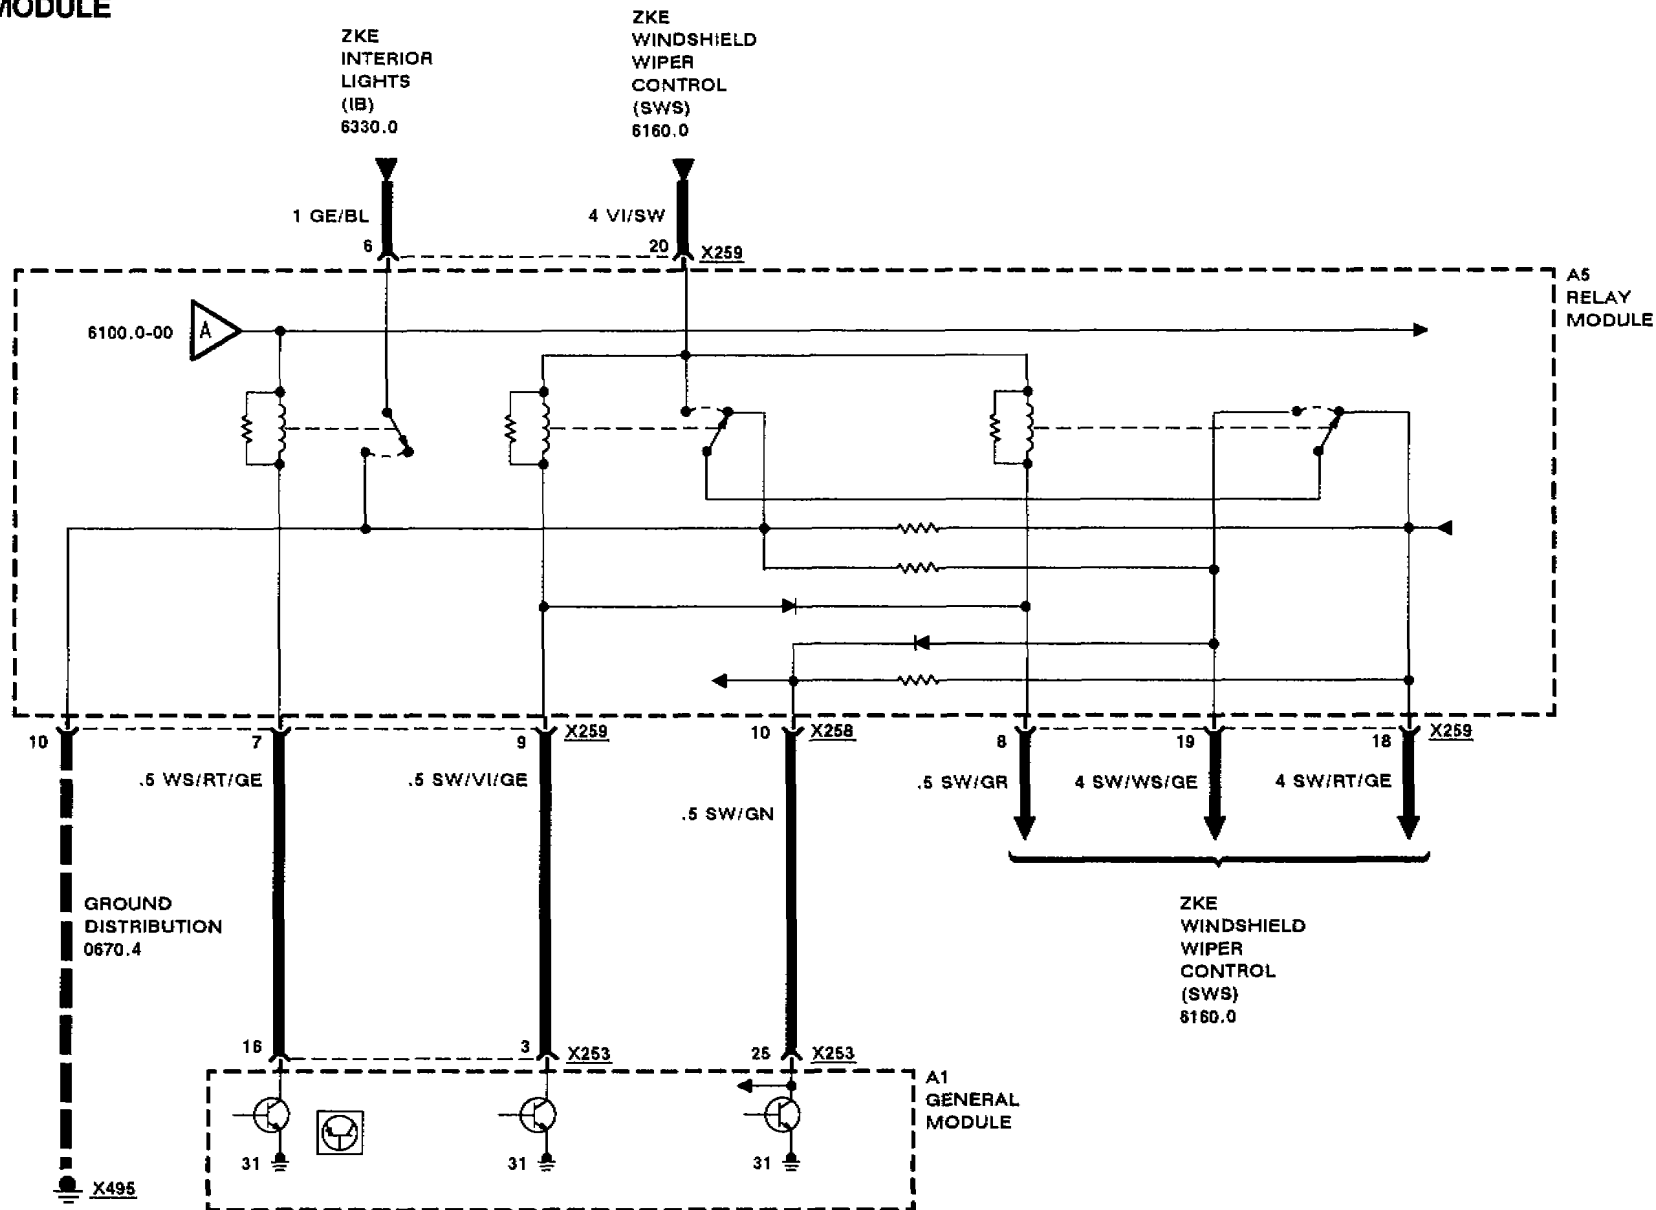 MODULE
ZKE
INTERIOR
LIGHTS
(IB)
6330.0
ZKE
WINDSHIELD
WIPER
CONTROL
(SWS)
6160.0
1 GE/BL
4 VI/SW
6
20
X259
A5
RELAY
MODULE
6100.0-00
A
10
7
9
X259
10
X258
8
19
18
X259
.5 WS/RT/GE
.5 SW/VI/GE
.5 SW/GN
.5 SW/GR
4 SW/WS/GE
4 SW/RT/GE
GROUND
DISTRIBUTION
0670.4
ZKE
WINDSHIELD
WIPER
CONTROL
(SWS)
6160.0
16
3
X253
25
X253
A1
GENERAL
MODULE
31
31
31
X495